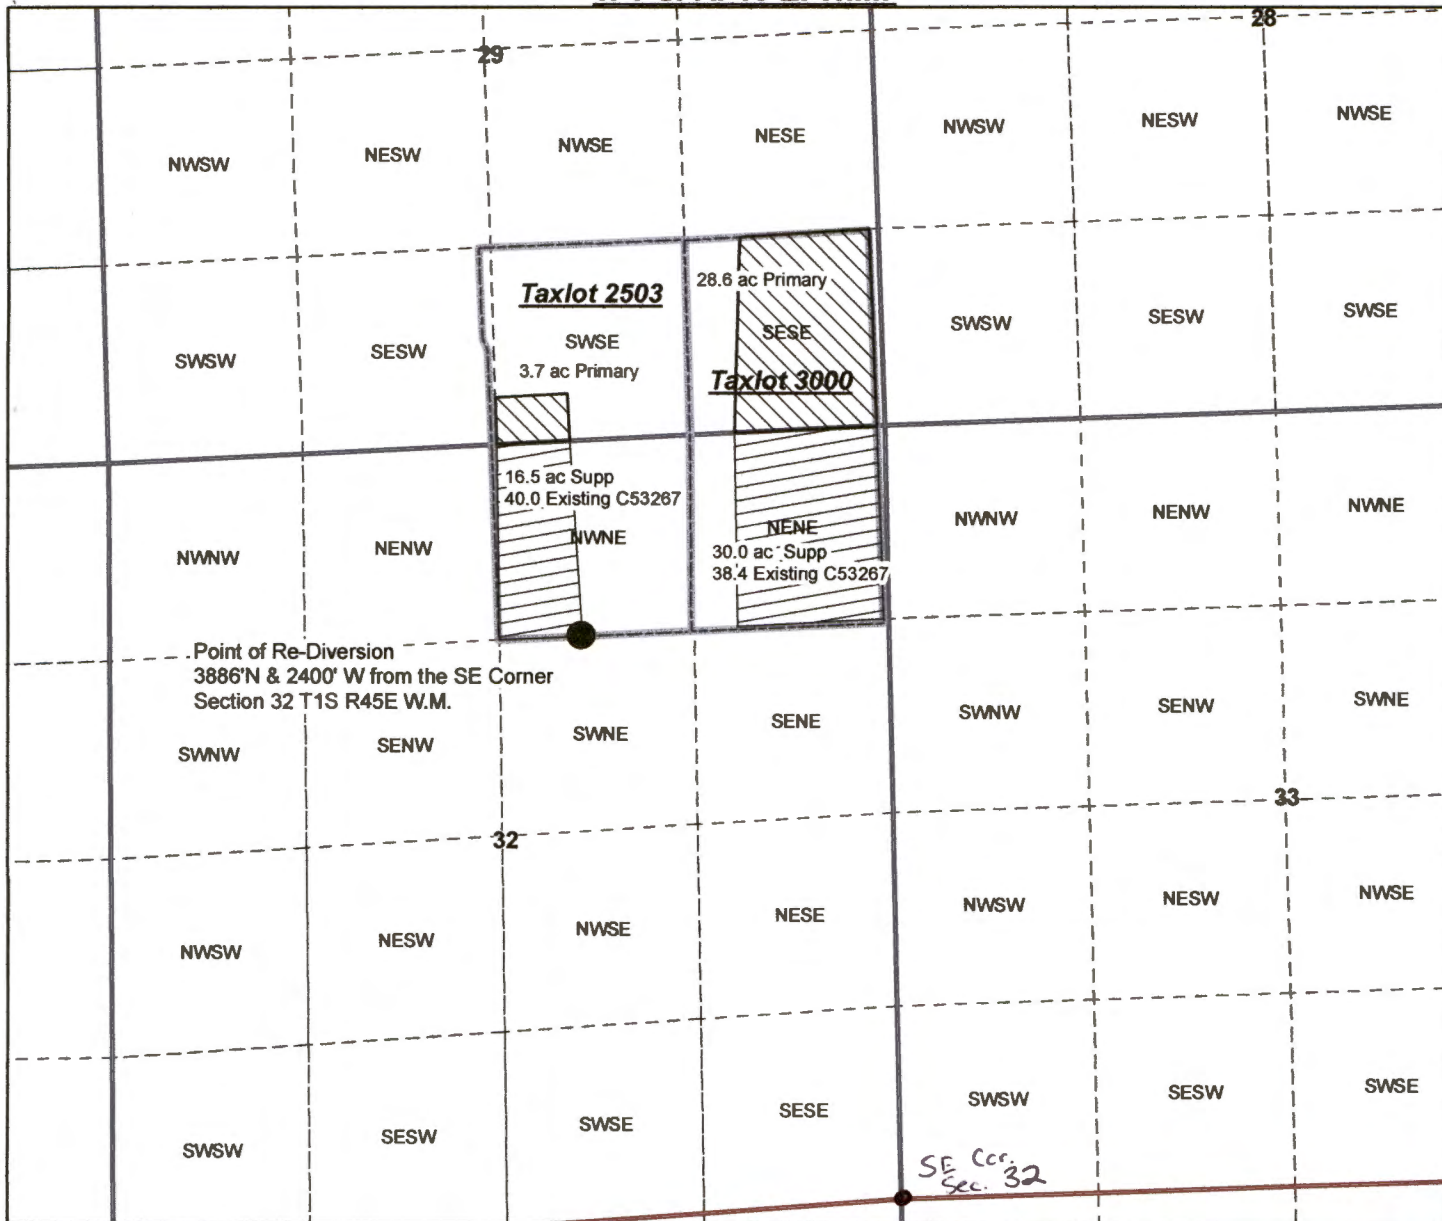 28
29
NWSW NESW NWSE NESE NWSW NESW NWSE
Taxlot 2503
28.6 ac Primary
SWSW SESW SWSE SESE SWSW SESW SWSE
3.7 ac Primary
Taxlot 3000
16.5 ac Supp
40.0 Existing C53267
NWNW NENW NWNE NENE NWNW NENW NWNE
30.0 ac Supp
38.4 Existing C53267
Point of Re-Diversion
3886'N & 2400' W from the SE Corner
Section 32 T1S R45E W.M.
SWNW SENW SWNE SENE SWNW SENW SWNE
32
33
NWSW NESW NWSE NESE NWSW NESW NWSE
SWSW SESW SWSE SESE SWSW SESW SWSE
SE Cor.
Sec. 32